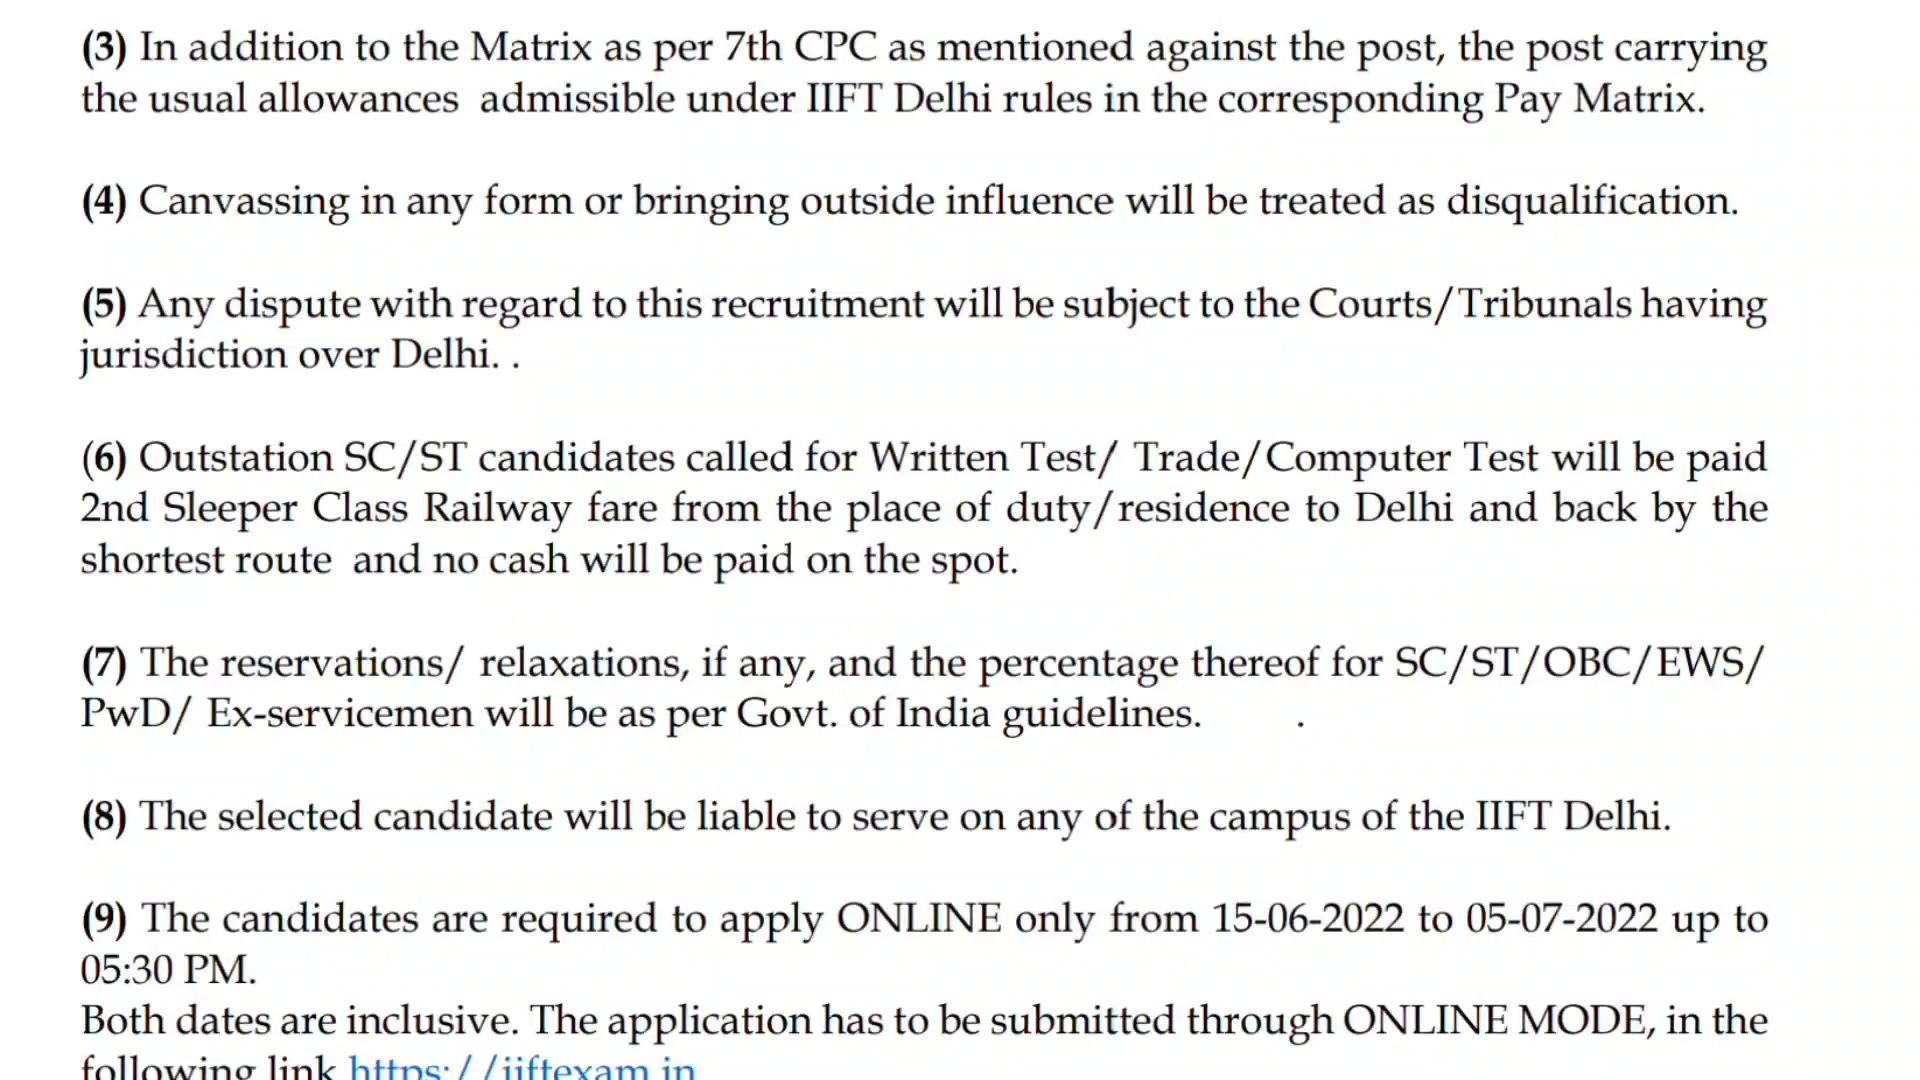 (3) In addition to the Matrix as per 7th CPC as mentioned against the post, the post carrying
the usual allowances admissible under IIFT Delhi rules in the corresponding Pay Matrix.
(4) Canvassing in any form or bringing outside influence will be treated as disqualification.
(5) Any dispute with regard to this recruitment will be subject to the Courts/Tribunals having
jurisdiction over Delhi. .
(6) Outstation SC/ST candidates called for Written Test/ Trade/Computer Test will be paid
2nd Sleeper Class Railway fare from the place of duty/residence to Delhi and back by the
shortest route and no cash will be paid on the spot.
(7) The reservations/ relaxations, if any, and the percentage thereof for SC/ST/OBC/EWS/
PwD/ Ex-servicemen will be as per Govt. of India guidelines. .
(8) The selected candidate will be liable to serve on any of the campus of the IIFT Delhi.
(9) The candidates are required to apply ONLINE only from 15-06-2022 to 05-07-2022 up to
05:30 PM.
Both dates are inclusive. The application has to be submitted through ONLINE MODE, in the
following link https://iiftexam.in